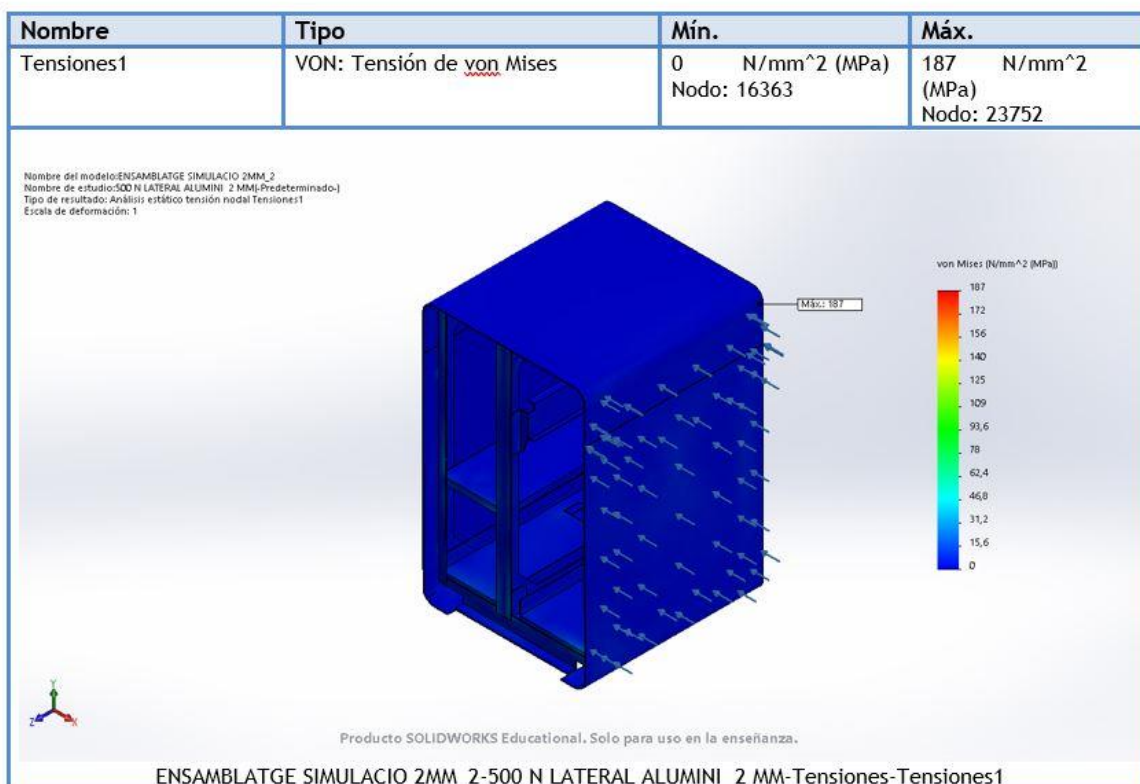 Nombre Tipo Mín. Máx.
Tensiones1 VON: Tensión de von Mises 0 N/mm^2 (MPa) 187 N/mm^2
Nodo: 16363 (MPa)
Nodo: 23752
Nombre del modelo:ENSAMBLATGE SIMULACIO 2MM_2
Nombre de estudio:500 N LATERAL ALUMINI 2 MM(-Predeterminado-)
Tipo de resultado: Análisis estático tensión nodal Tensiones1
Escala de deformación: 1
von Mises (N/mm^2 (MPa))
187
Máx.: 187
172
156
140
125
109
93,6
78
62,4
46,8
31,2
15,6
0
Y
Z X
Producto SOLIDWORKS Educational. Solo para uso en la enseñanza.
ENSAMBLATGE SIMULACIO 2MM_2-500 N LATERAL ALUMINI 2 MM-Tensiones-Tensiones1